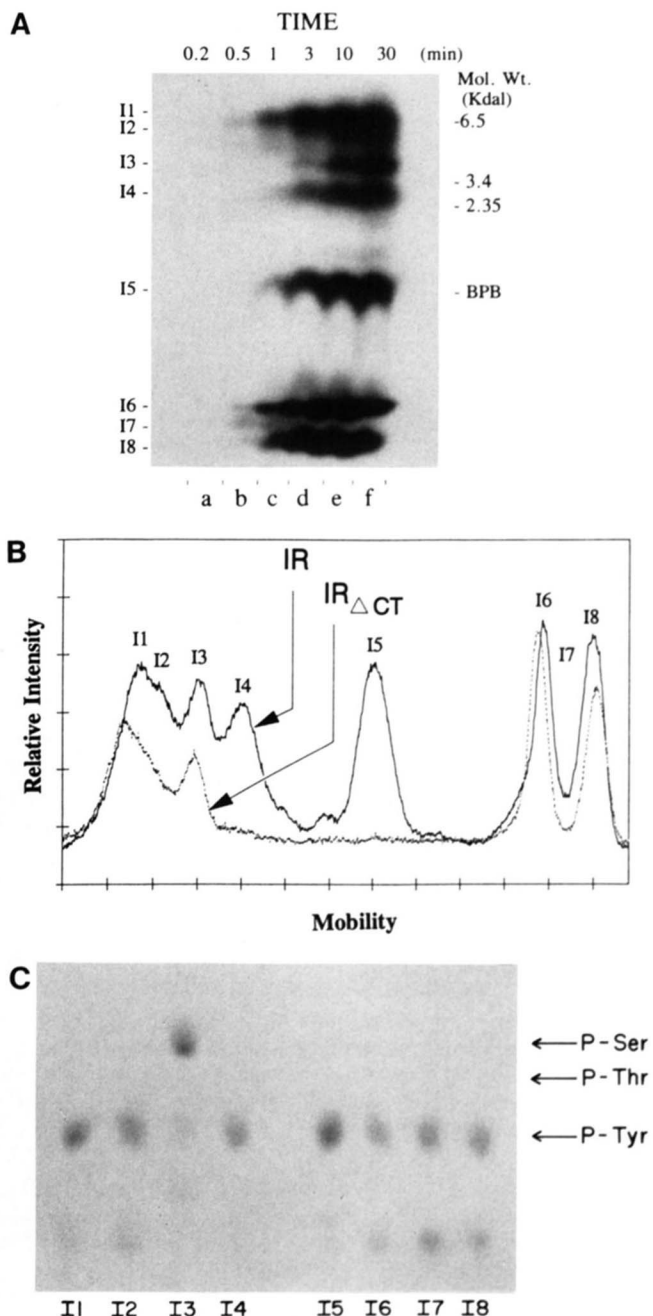 A
TIME
0.2 0.5 1 3 10 30 (min)
Mol. Wt.
(Kdal)
I1 -
I2 -
-6.5
I3 -
- 3.4
I4 -
- 2.35
I5 -
- BPB
I6 -
I7 -
I8 -
a b c d e f
B
IR
IR△CT
I1 I2 I3 I4 I5 I6 I7 I8
Relative Intensity
Mobility
C
P-Ser
P-Thr
P-Tyr
I1 I2 I3 I4 I5 I6 I7 I8